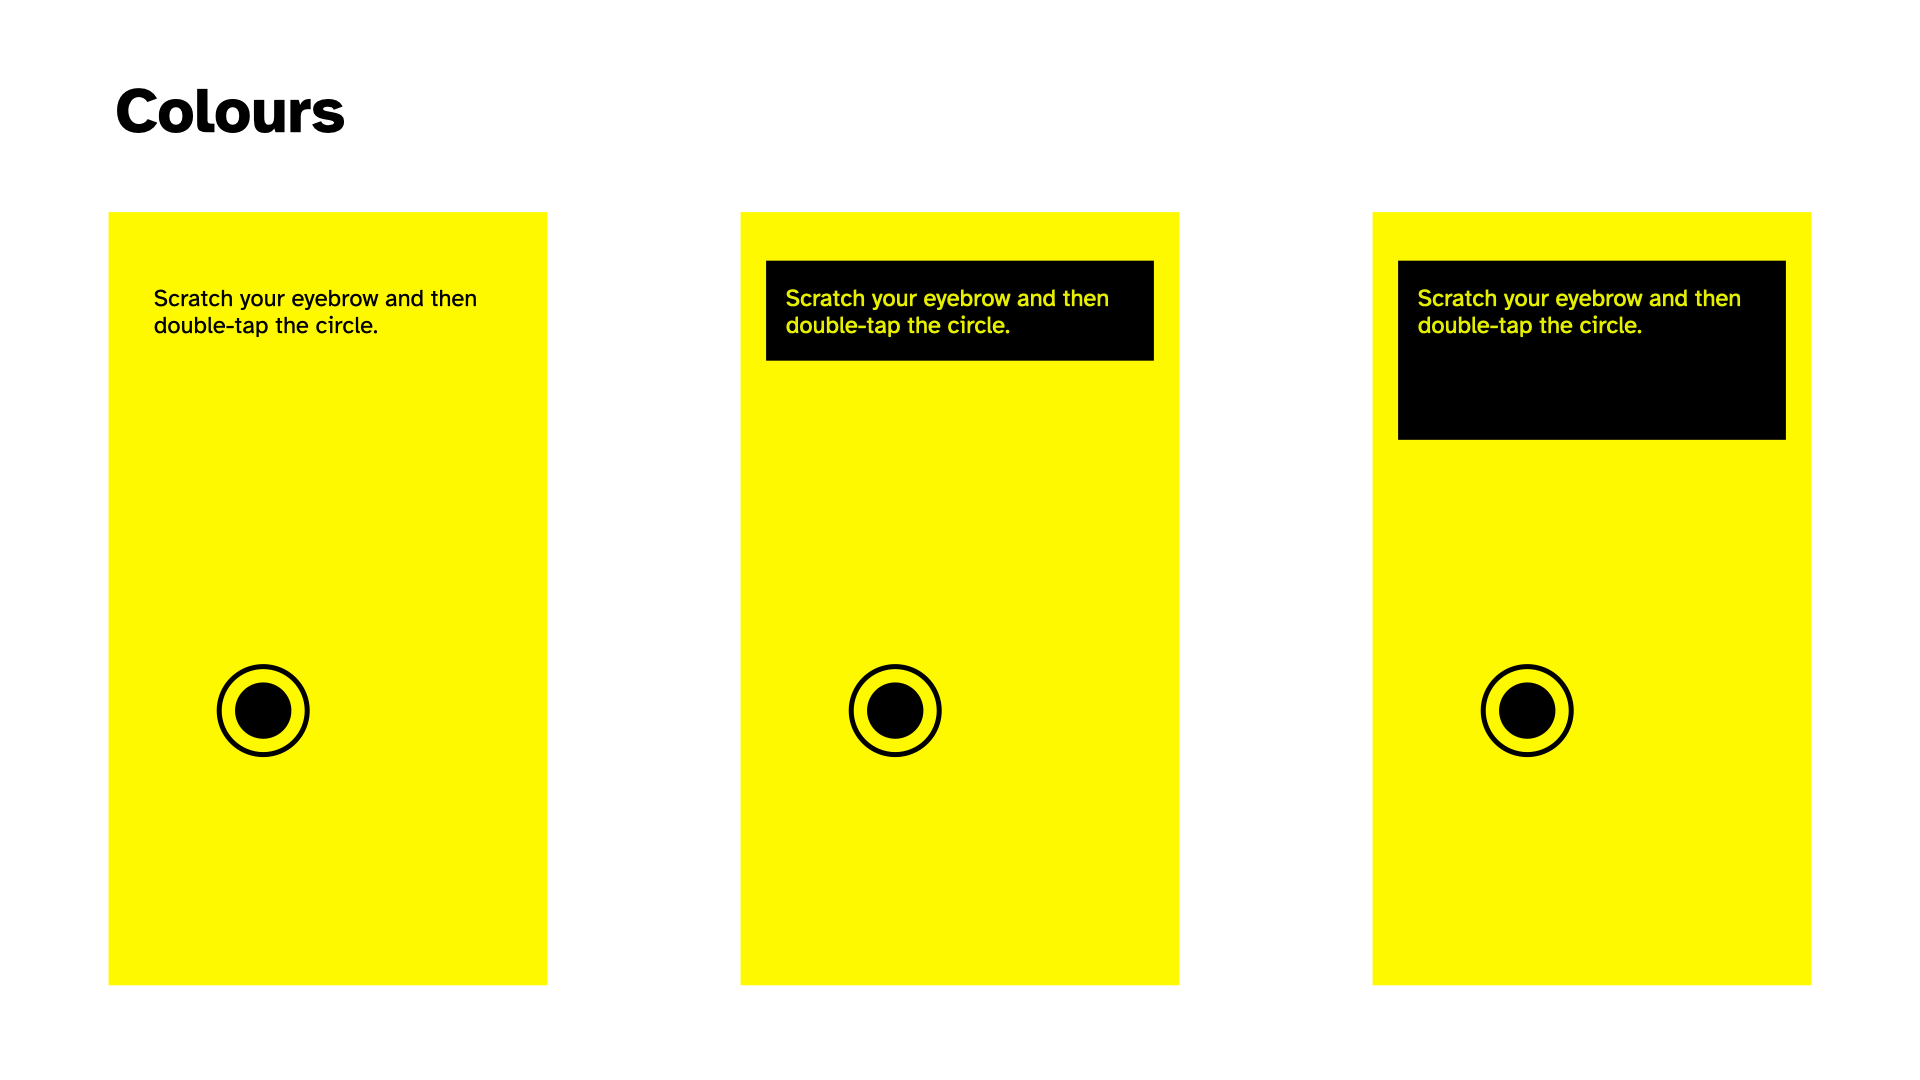 Colours
Scratch your eyebrow and then
double-tap the circle.
Scratch your eyebrow and then
double-tap the circle.
Scratch your eyebrow and then
double-tap the circle.